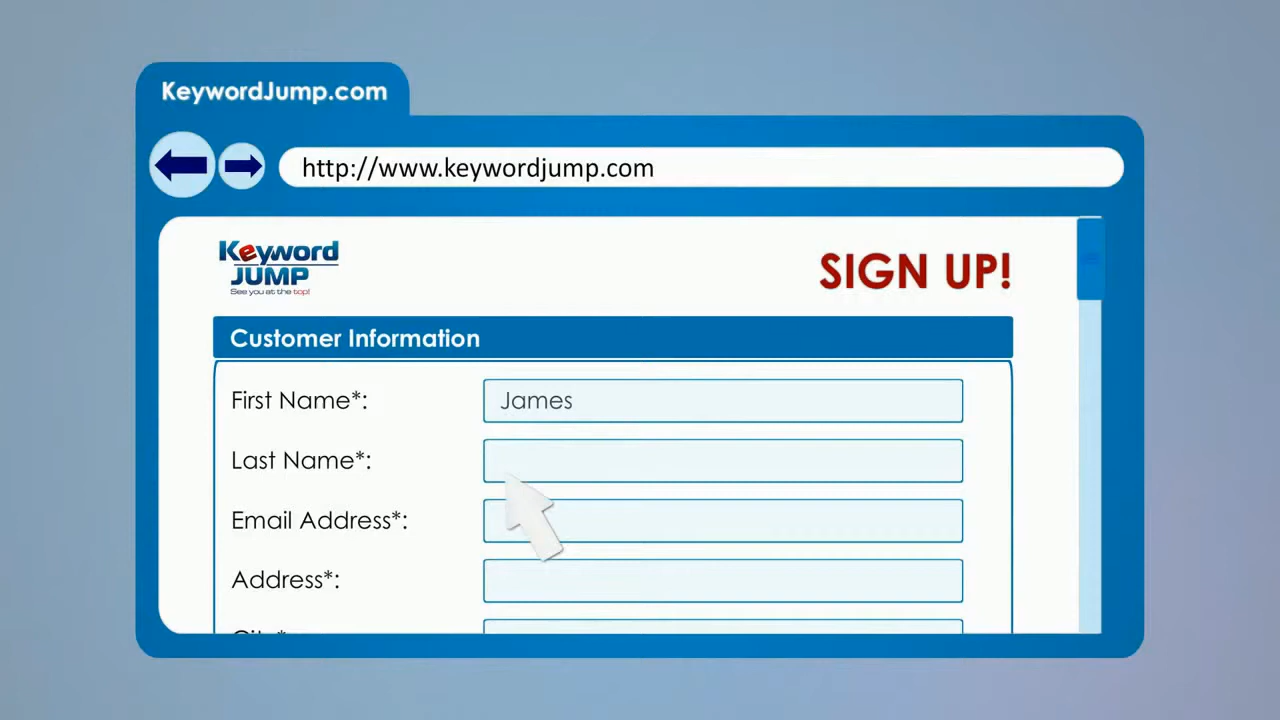 KeywordJump.com
http://www.keywordjump.com
Keyword
JUMP
See you at the top!
SIGN UP!
Customer Information
First Name*: James
Last Name*:
Email Address*:
Address*:
City*